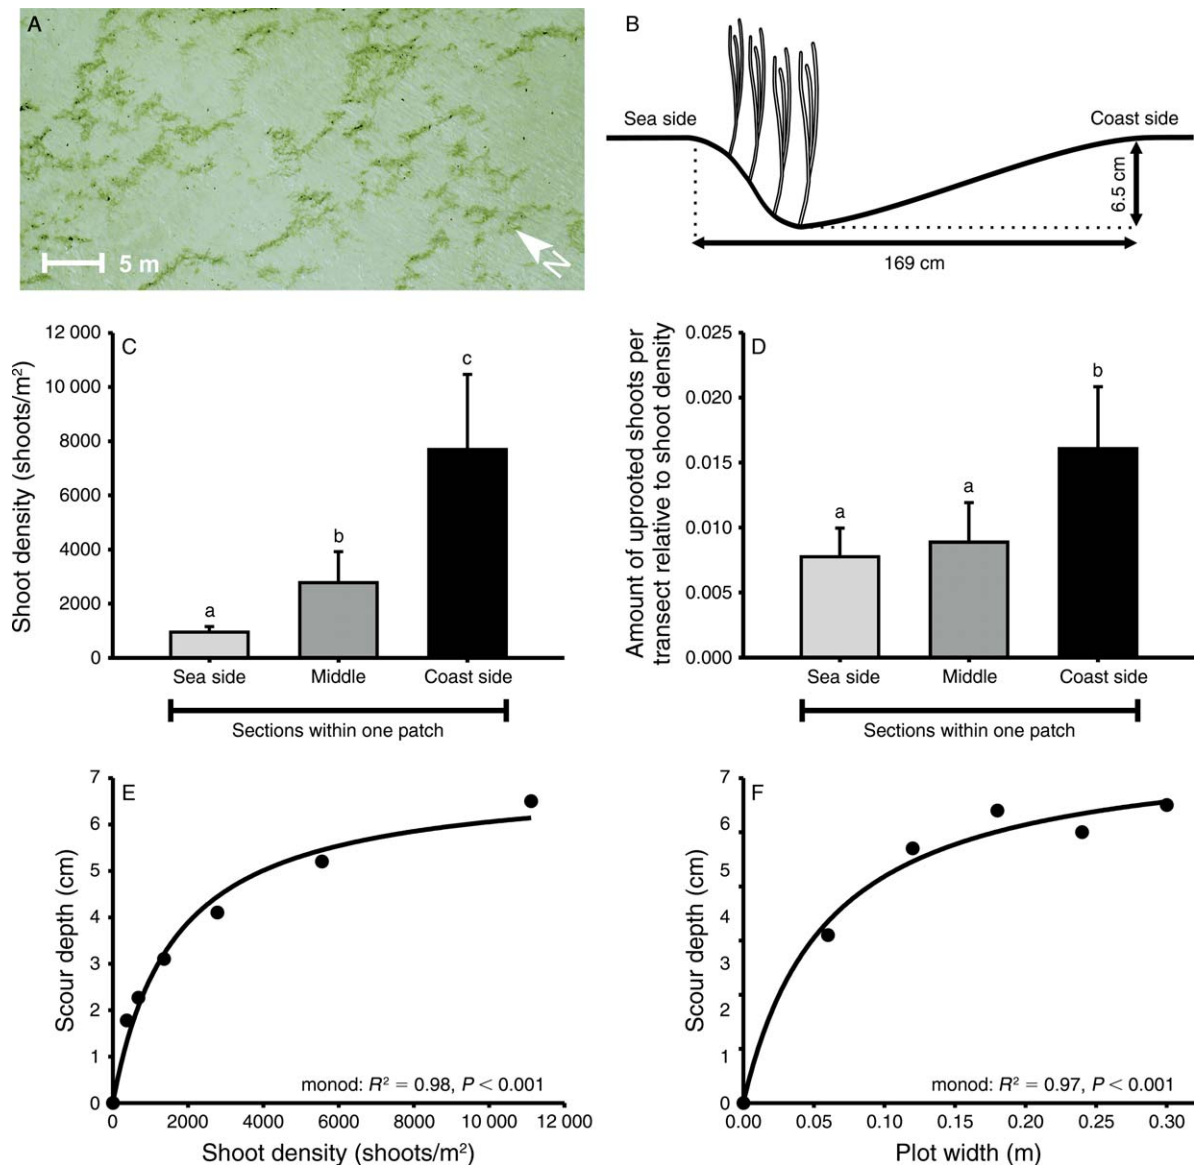 A
5 m
N
B
Sea side
Coast side
6.5 cm
169 cm
C
Shoot density (shoots/m²)
12 000
10 000
8000
6000
4000
2000
0
a
b
c
Sea side
Middle
Coast side
Sections within one patch
D
Amount of uprooted shoots per
transect relative to shoot density
0.025
0.020
0.015
0.010
0.005
0.000
a
a
b
Sea side
Middle
Coast side
Sections within one patch
E
Scour depth (cm)
7
6
5
4
3
2
1
0
monod: R² = 0.98, P < 0.001
0
2000
4000
6000
8000
10 000
12 000
Shoot density (shoots/m²)
F
Scour depth (cm)
7
6
5
4
3
2
1
0
monod: R² = 0.97, P < 0.001
0.00
0.05
0.10
0.15
0.20
0.25
0.30
Plot width (m)